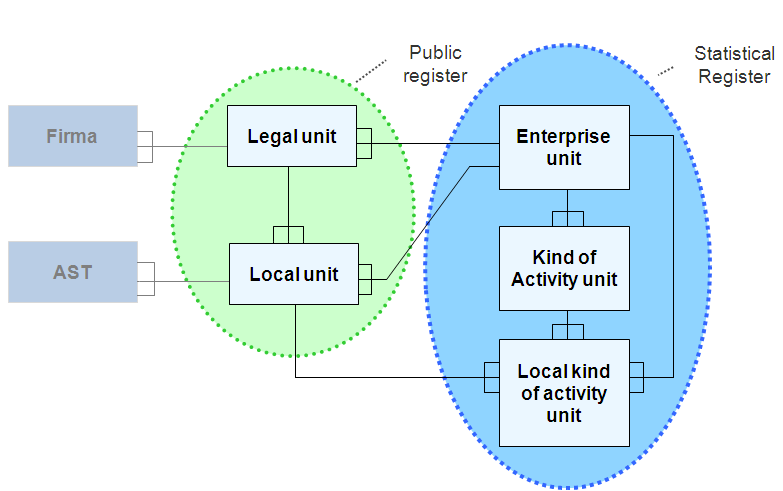 Public
register
Statistical
Register
Firma
Legal unit
Enterprise
unit
AST
Local unit
Kind of
Activity unit
Local kind
of activity
unit